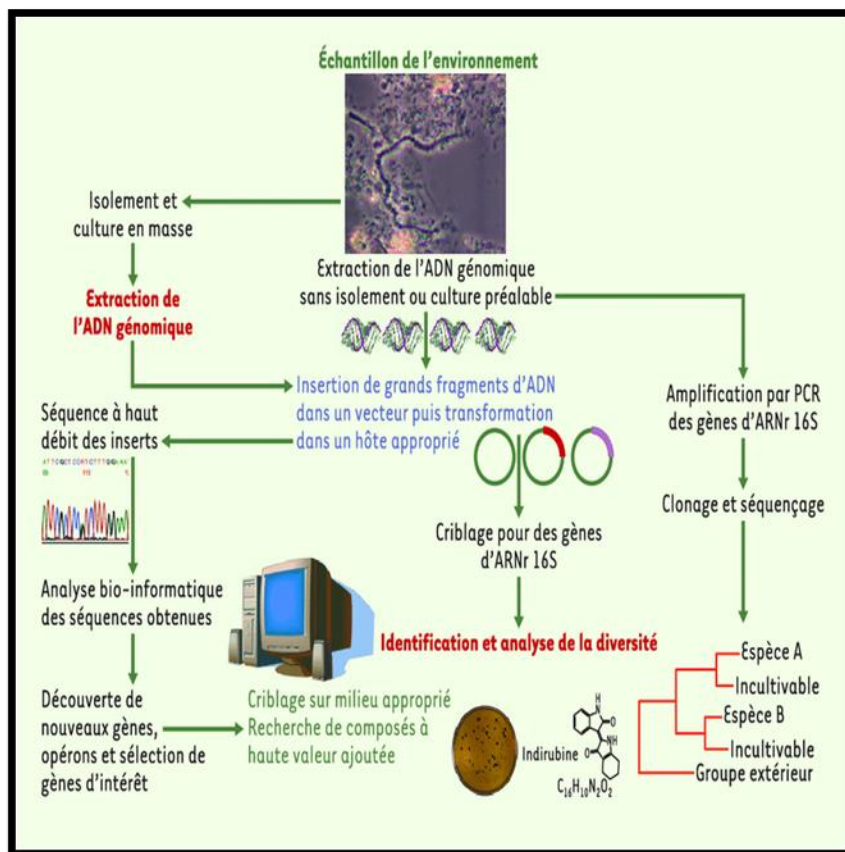 Échantillon de l'environnement
Isolement et
culture en masse
Extraction de
l'ADN génomique
Extraction de l'ADN génomique
sans isolement ou culture préalable
Insertion de grands fragments d'ADN
dans un vecteur puis transformation
dans un hôte approprié
Séquence à haut
débit des inserts
Analyse bio-informatique
des séquences obtenues
Découverte de
nouveaux gènes,
opérons et sélection de
gènes d'intérêt
Criblage sur milieu approprié
Recherche de composés à
haute valeur ajoutée
Criblage pour des gènes
d'ARNr 16S
Identification et analyse de la diversité
Indirubine
H
N
O
NH
O
C16H10N2O2
Amplification par PCR
des gènes d'ARNr 16S
Clonage et séquençage
Espèce A
Incultivable
Espèce B
Incultivable
Groupe extérieur